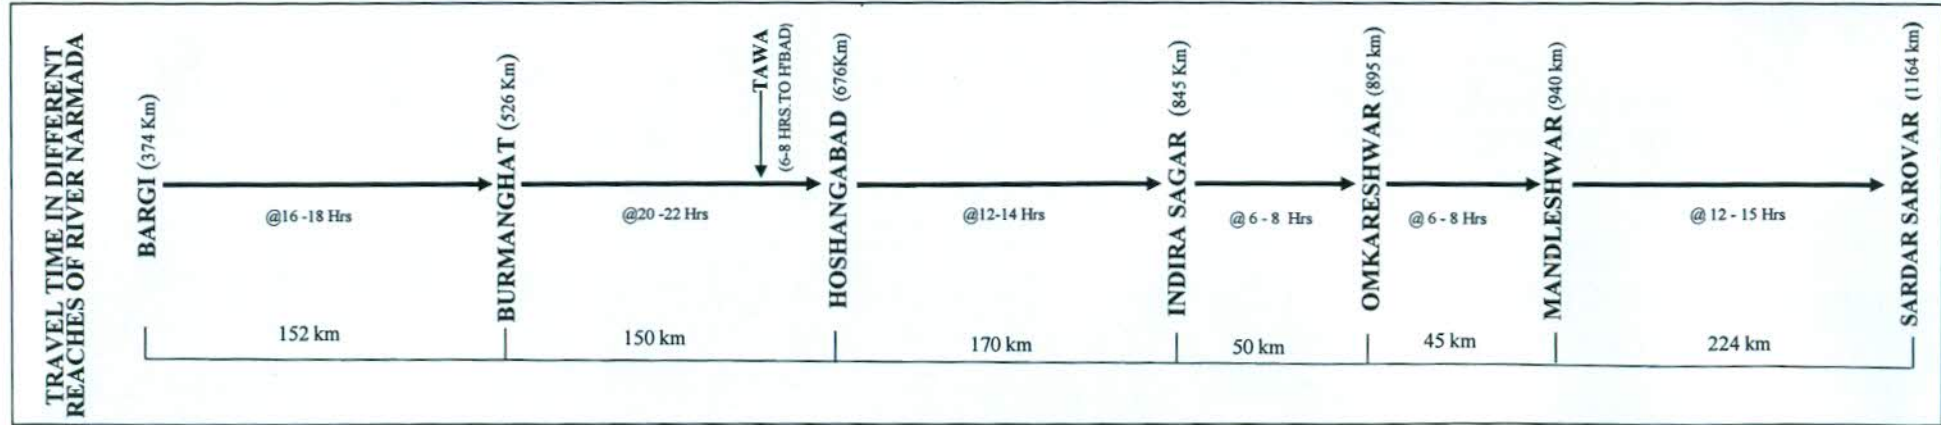 TRAVEL TIME IN DIFFERENT
REACHES OF RIVER NARMADA
BARGI (374 Km)
@16 -18 Hrs
BURMANGHAT (526 Km)
@20 -22 Hrs
TAWA
(6-8 HRS.TO H'BAD)
HOSHANGABAD (676Km)
@12-14 Hrs
INDIRA SAGAR (845 Km)
@ 6 - 8 Hrs
OMKARESHWAR (895 km)
@ 6 - 8 Hrs
MANDLESHWAR (940 km)
@ 12 - 15 Hrs
SARDAR SAROVAR (1164 km)
152 km
150 km
170 km
50 km
45 km
224 km